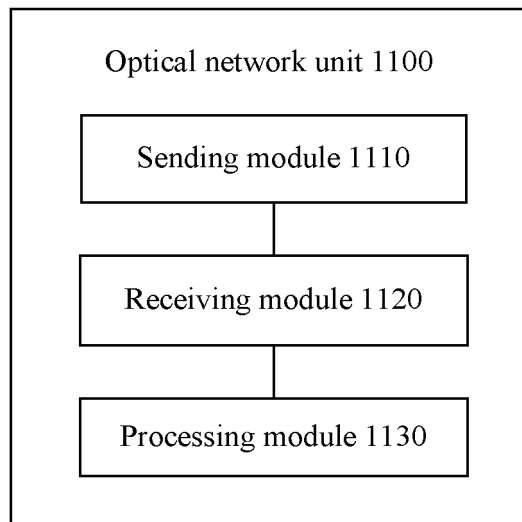 Optical network unit 1100
Sending module 1110
Receiving module 1120
Processing module 1130